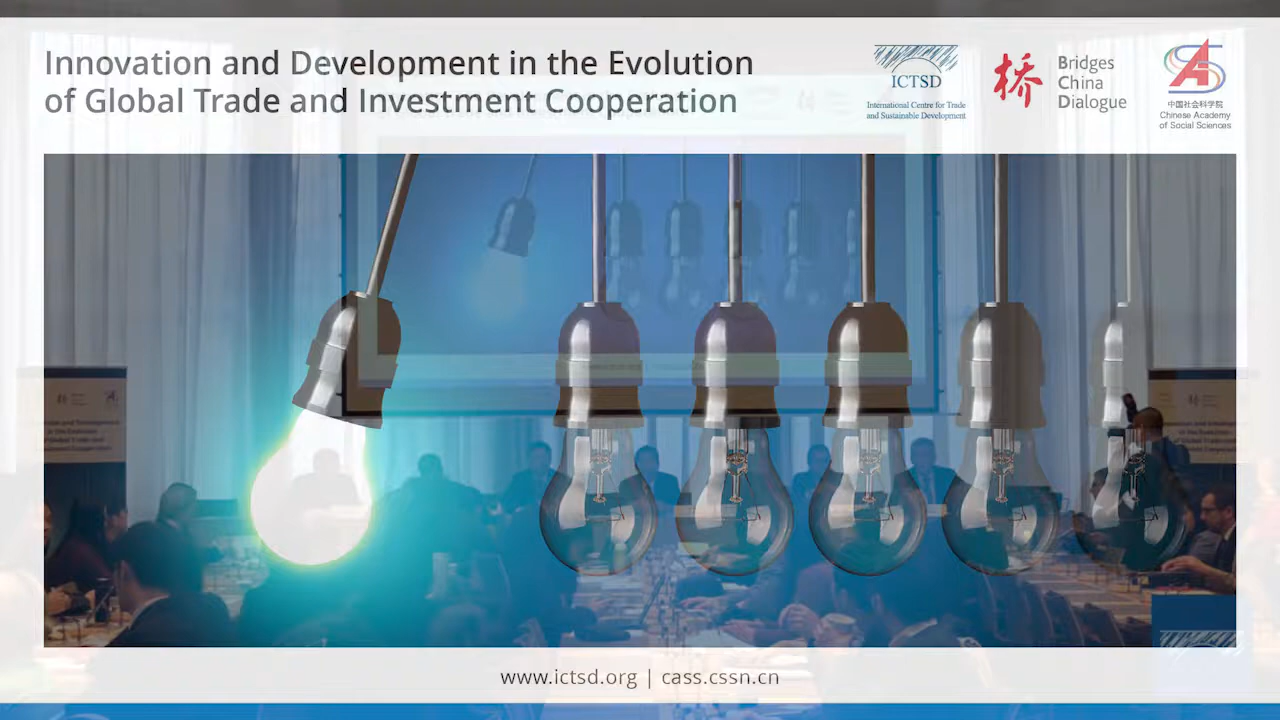 Innovation and Development in the Evolution
of Global Trade and Investment Cooperation
ICTSD
International Centre for Trade
and Sustainable Development
桥
Bridges
China
Dialogue
中国社会科学院
Chinese Academy
of Social Sciences
www.ictsd.org | cass.cssn.cn